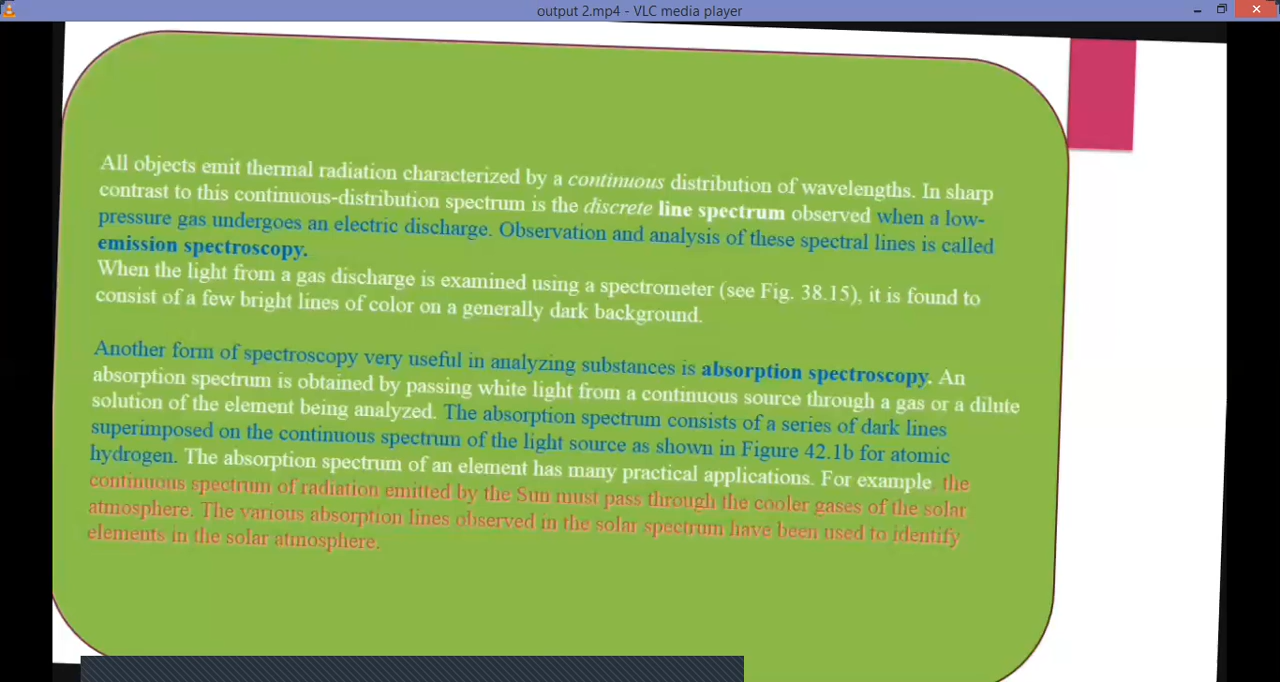 output 2.mp4 - VLC media player
All objects emit thermal radiation characterized by a continuous distribution of wavelengths. In sharp
contrast to this continuous-distribution spectrum is the discrete line spectrum observed when a low-
pressure gas undergoes an electric discharge. Observation and analysis of these spectral lines is called
emission spectroscopy.
When the light from a gas discharge is examined using a spectrometer (see Fig. 38.15), it is found to
consist of a few bright lines of color on a generally dark background.
Another form of spectroscopy very useful in analyzing substances is absorption spectroscopy. An
absorption spectrum is obtained by passing white light from a continuous source through a gas or a dilute
solution of the element being analyzed. The absorption spectrum consists of a series of dark lines
superimposed on the continuous spectrum of the light source as shown in Figure 42.1b for atomic
hydrogen. The absorption spectrum of an element has many practical applications. For example, the
continuous spectrum of radiation emitted by the Sun must pass through the cooler gases of the solar
atmosphere. The various absorption lines observed in the solar spectrum have been used to identify
elements in the solar atmosphere.